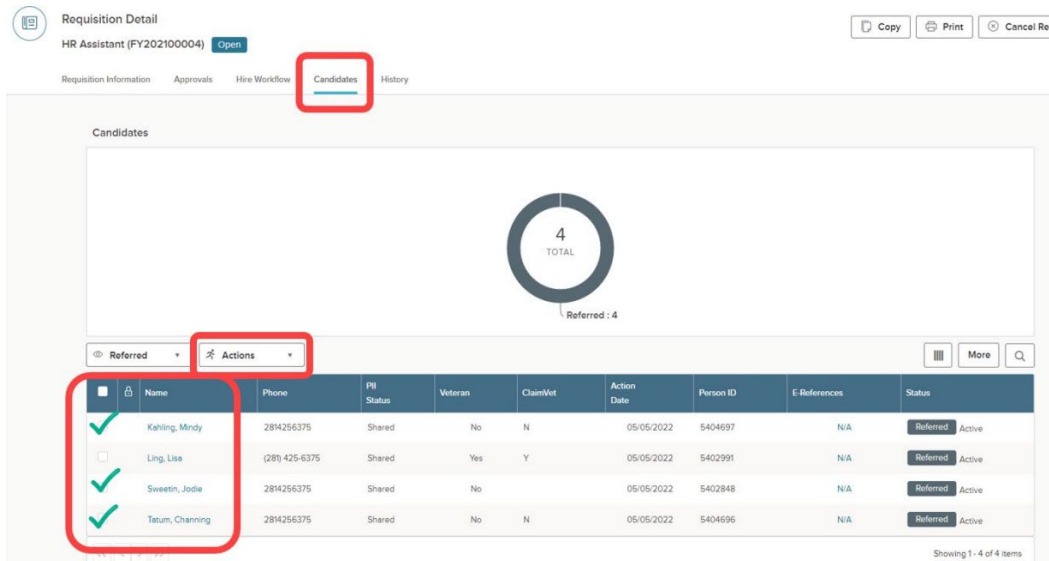 Requisition Detail
HR Assistant (FY202100004) Open
Copy Print Cancel Re
Requisition Information Approvals Hire Workflow Candidates History
Candidates
4
TOTAL
Referred : 4
Referred Actions More
Name Phone PII Status Veteran ClaimVet Action Date Person ID E-References Status
Kahling, Mindy 2814256375 Shared No N 05/05/2022 5404697 N/A Referred Active
Ling, Lisa (281) 425-6375 Shared Yes Y 05/05/2022 5402991 N/A Referred Active
Sweetin, Jodie 2814256375 Shared No 05/05/2022 5402848 N/A Referred Active
Tatum, Channing 2814256375 Shared No N 05/05/2022 5404696 N/A Referred Active
Showing 1 - 4 of 4 items